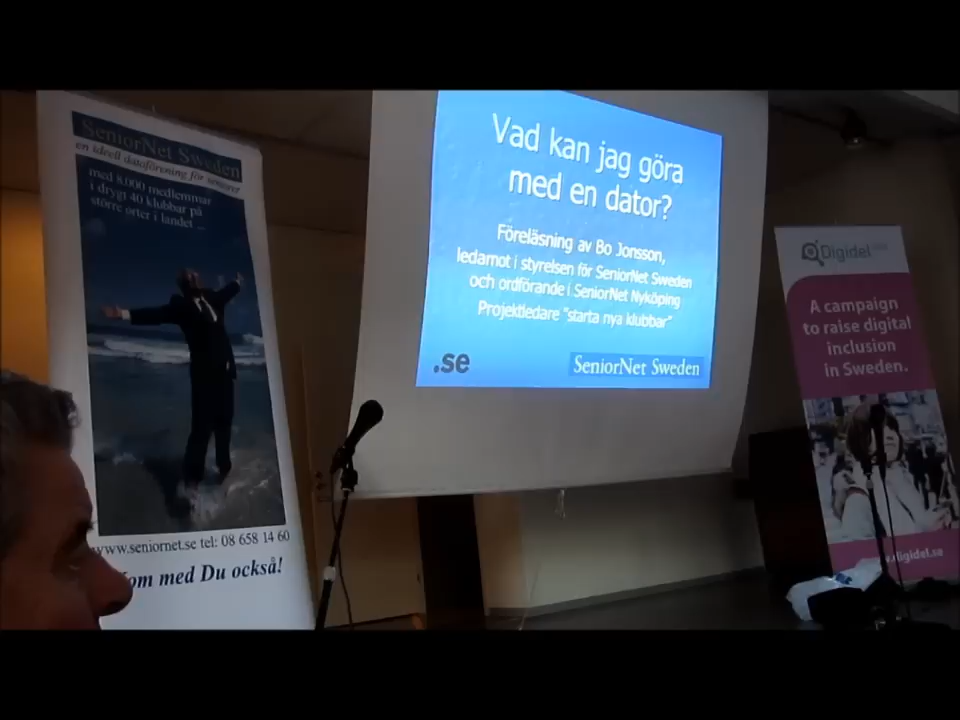 SeniorNet Sweden
en ideell dataförening för seniorer
med 8.000 medlemmar
i drygt 40 klubbar på
större orter i landet ...
www.seniornet.se tel: 08 658 14 60
om med Du också!
Vad kan jag göra
med en dator?
Föreläsning av Bo Jonsson,
ledamot i styrelsen för SeniorNet Sweden
och ordförande i SeniorNet Nyköping
Projektledare "starta nya klubbar"
.se
SeniorNet Sweden
Digidel
A campaign
to raise digital
inclusion
in Sweden.
.digidel.se